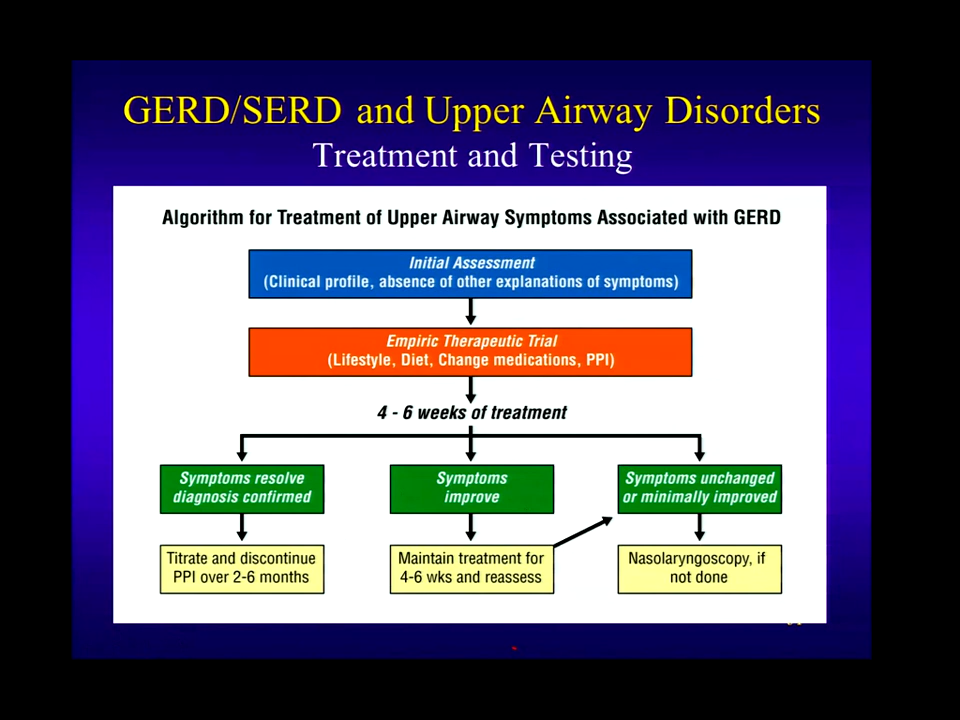 GERD/SERD and Upper Airway Disorders
Treatment and Testing
Algorithm for Treatment of Upper Airway Symptoms Associated with GERD
Initial Assessment
(Clinical profile, absence of other explanations of symptoms)
Empiric Therapeutic Trial
(Lifestyle, Diet, Change medications, PPI)
4 - 6 weeks of treatment
Symptoms resolve
diagnosis confirmed
Symptoms
improve
Symptoms unchanged
or minimally improved
Titrate and discontinue
PPI over 2-6 months
Maintain treatment for
4-6 wks and reassess
Nasolaryngoscopy, if
not done